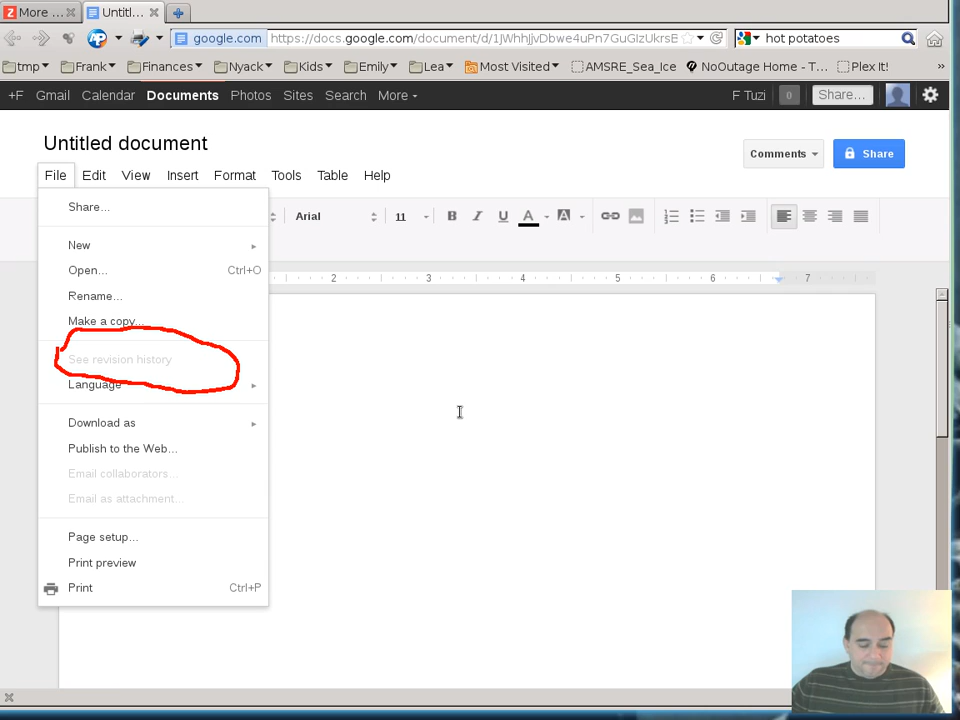 More ...
Untitl...
google.com https://docs.google.com/document/d/1JWhhjjvDbwe4uPn7GuGIzUkrsE
hot potatoes
tmp Frank Finances Nyack Kids Emily Lea Most Visited AMSRE_Sea_Ice NoOutage Home - T... Plex It! »
+F Gmail Calendar Documents Photos Sites Search More F Tuzi 0 Share...
Untitled document
Comments Share
File Edit View Insert Format Tools Table Help
Share...
Arial 11 B I U A A
New
Open... Ctrl+O
2 3 4 5 6 7
Rename...
Make a copy...
See revision history
Language
Download as
Publish to the Web...
Email collaborators...
Email as attachment...
Page setup...
Print preview
Print Ctrl+P